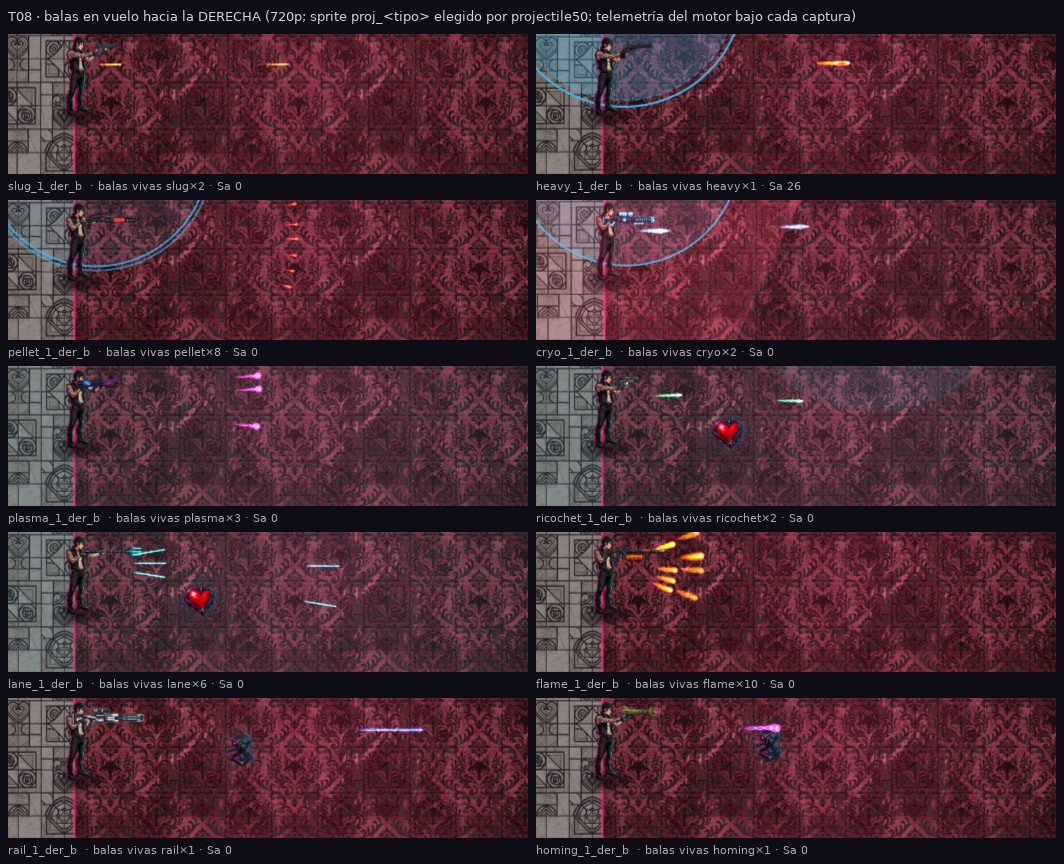 T08 · balas en vuelo hacia la DERECHA (720p; sprite proj_<tipo> elegido por projectile50; telemetría del motor bajo cada captura)
slug_1_der_b · balas vivas slug×2 · Sa 0
heavy_1_der_b · balas vivas heavy×1 · Sa 26
pellet_1_der_b · balas vivas pellet×8 · Sa 0
cryo_1_der_b · balas vivas cryo×2 · Sa 0
plasma_1_der_b · balas vivas plasma×3 · Sa 0
ricochet_1_der_b · balas vivas ricochet×2 · Sa 0
lane_1_der_b · balas vivas lane×6 · Sa 0
flame_1_der_b · balas vivas flame×10 · Sa 0
rail_1_der_b · balas vivas rail×1 · Sa 0
homing_1_der_b · balas vivas homing×1 · Sa 0